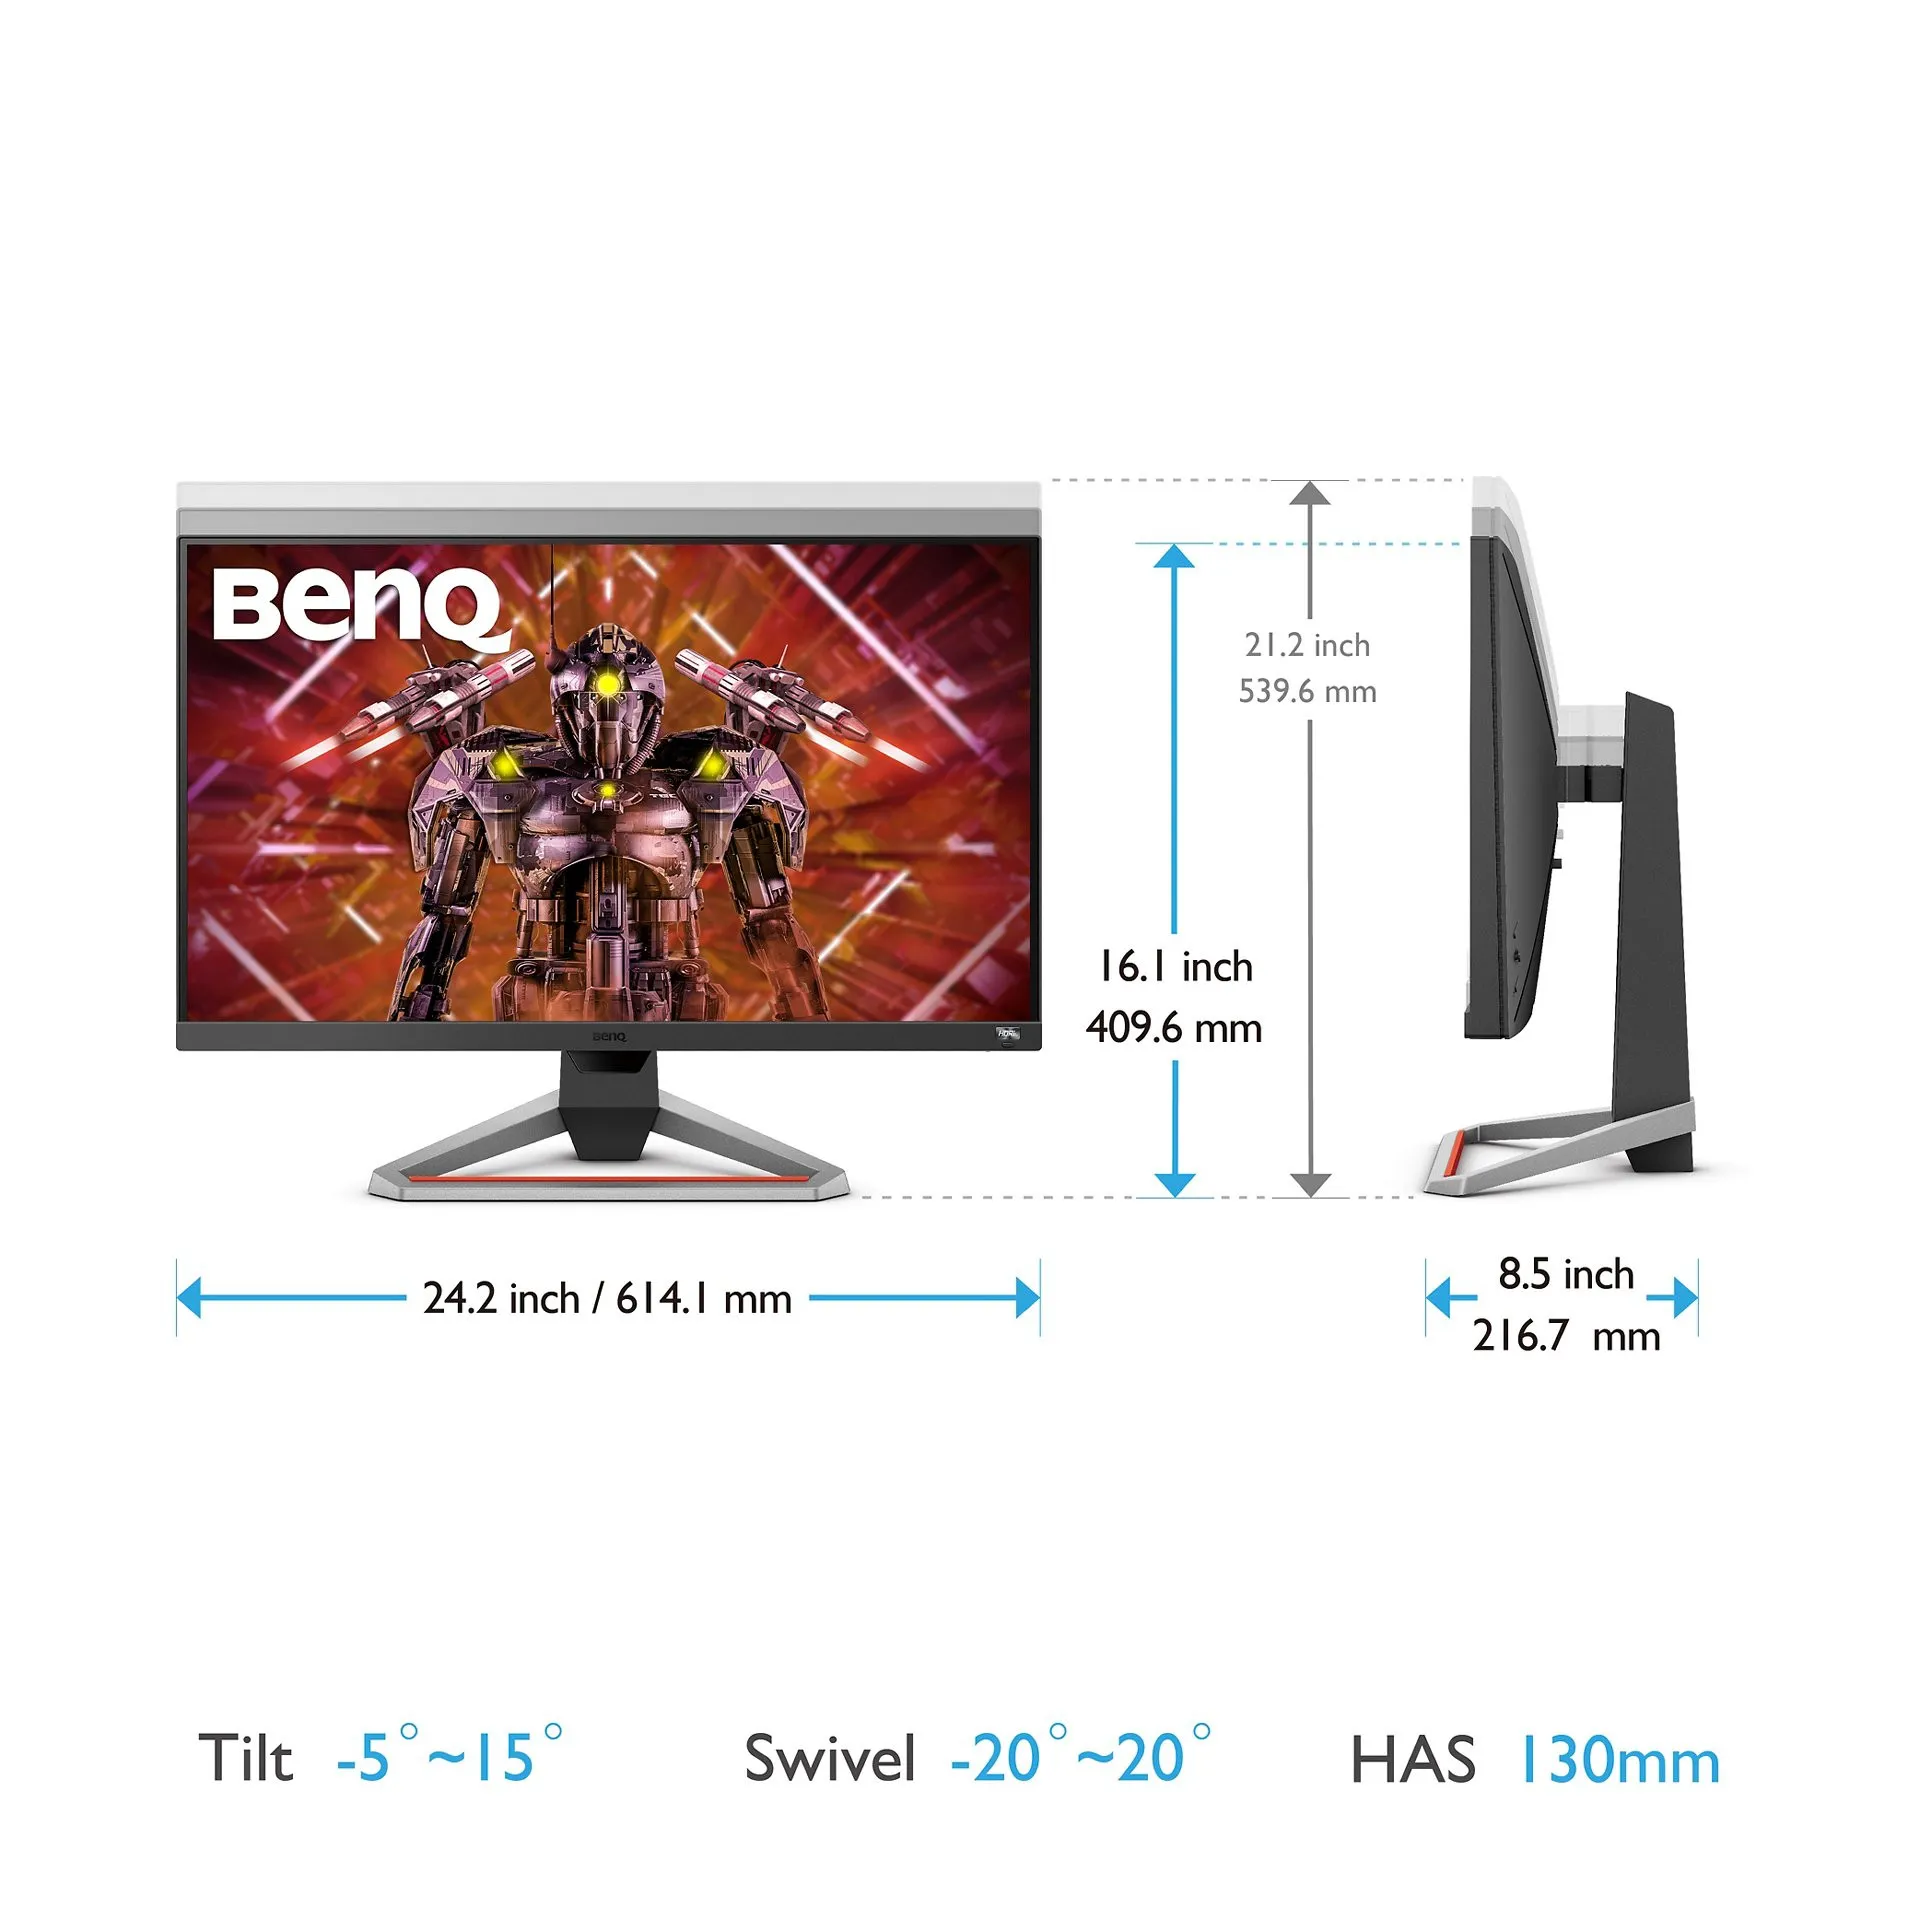 BenQ
21.2 inch
539.6 mm
16.1 inch
409.6 mm
BenQ
HDRi
24.2 inch / 614.1 mm
8.5 inch
216.7 mm
Tilt -5°~15°
Swivel -20°~20°
HAS 130mm